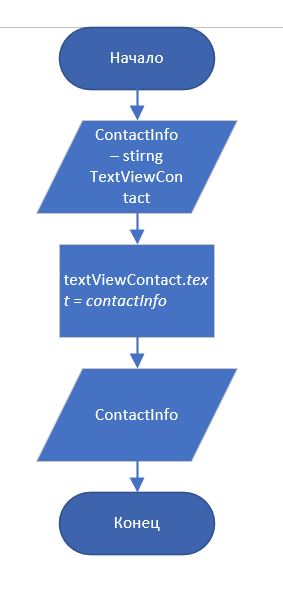 Начало
ContactInfo
– stirng
TextViewCon
tact
textViewContact.tex
t = contactInfo
ContactInfo
Конец